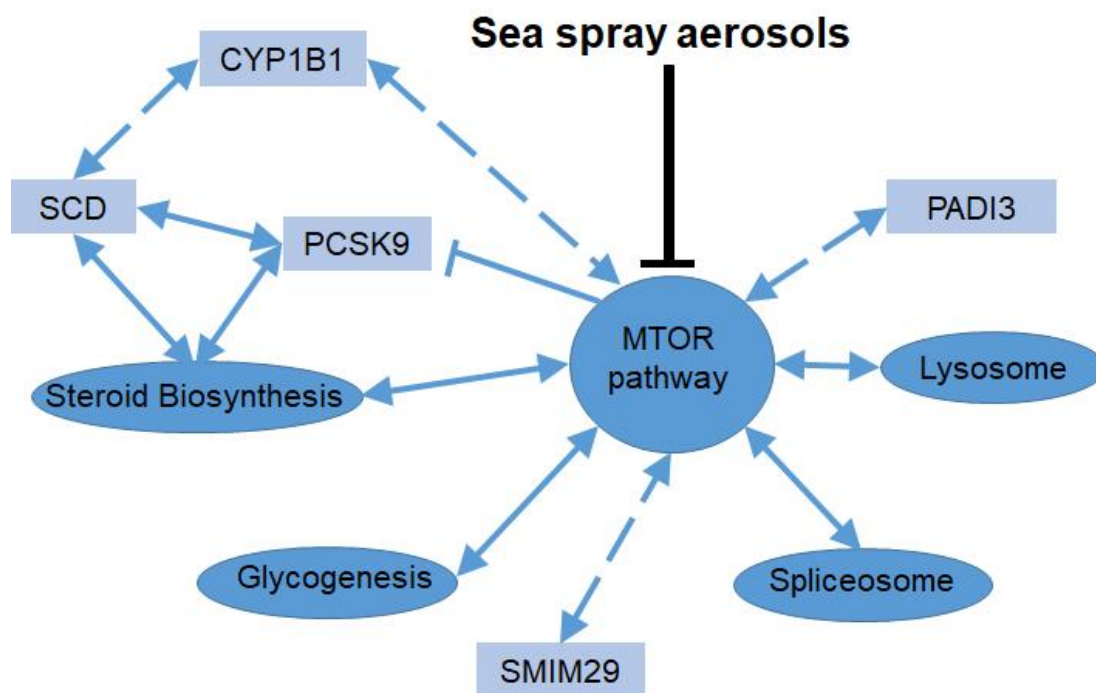 Sea spray aerosols
CYP1B1
SCD
PADI3
PCSK9
MTOR
pathway
Lysosome
Steroid Biosynthesis
Glycogenesis
Spliceosome
SMIM29